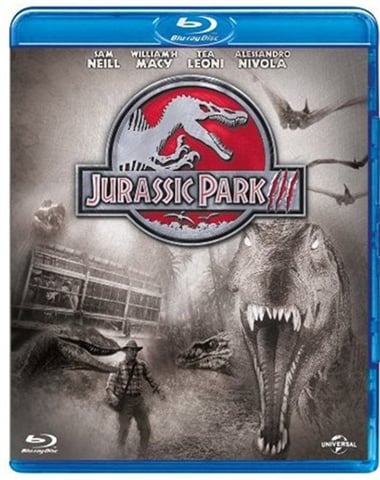 Blu-ray Disc
SAM NEILL WILLIAM H MACY TEA LEONI ALESSANDRO NIVOLA
JURASSIC PARK III
Blu-ray Disc
UNIVERSAL